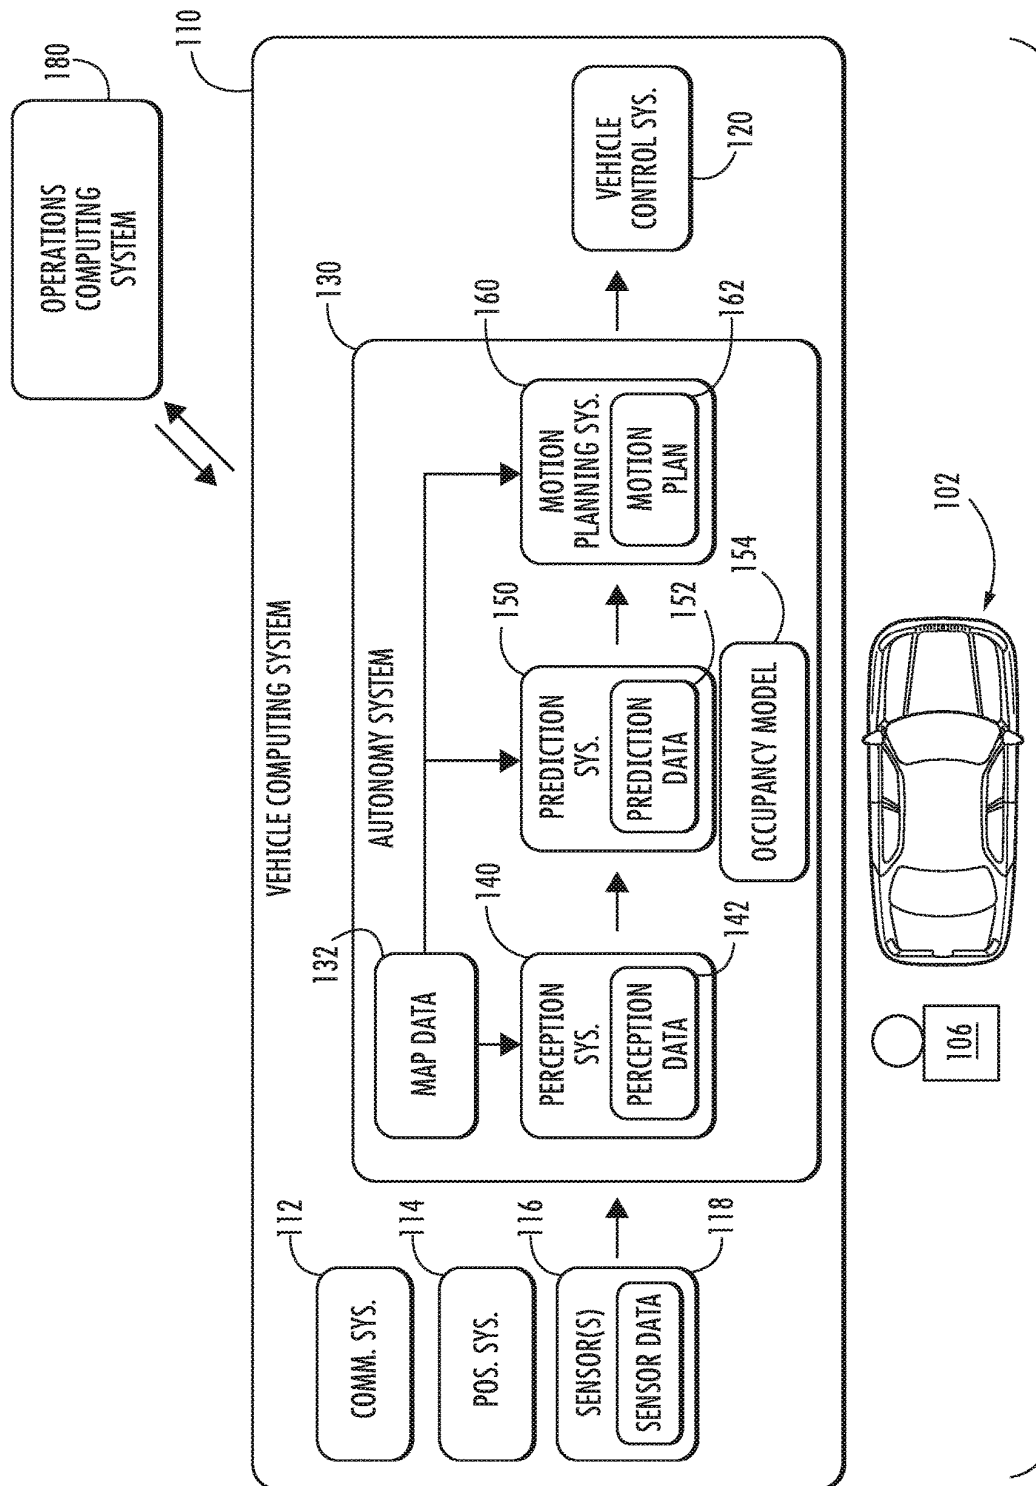 OPERATIONS
COMPUTING
SYSTEM
180
110
VEHICLE COMPUTING SYSTEM
112
COMM. SYS.
114
POS. SYS.
116
SENSOR(S)
SENSOR DATA
118
130
AUTONOMY SYSTEM
132
MAP DATA
140
PERCEPTION
SYS.
PERCEPTION
DATA
142
150
PREDICTION
SYS.
PREDICTION
DATA
152
OCCUPANCY MODEL
154
160
MOTION
PLANNING SYS.
MOTION
PLAN
162
VEHICLE
CONTROL SYS.
120
106
102